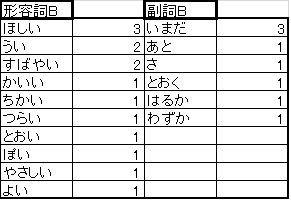 形容詞B 副詞B
ほしい 3 いまだ 3
うい 2 あと 1
すばやい 2 さ 1
かいい 1 とおく 1
ちかい 1 はるか 1
つらい 1 わずか 1
とおい 1
ぽい 1
やさしい 1
よい 1